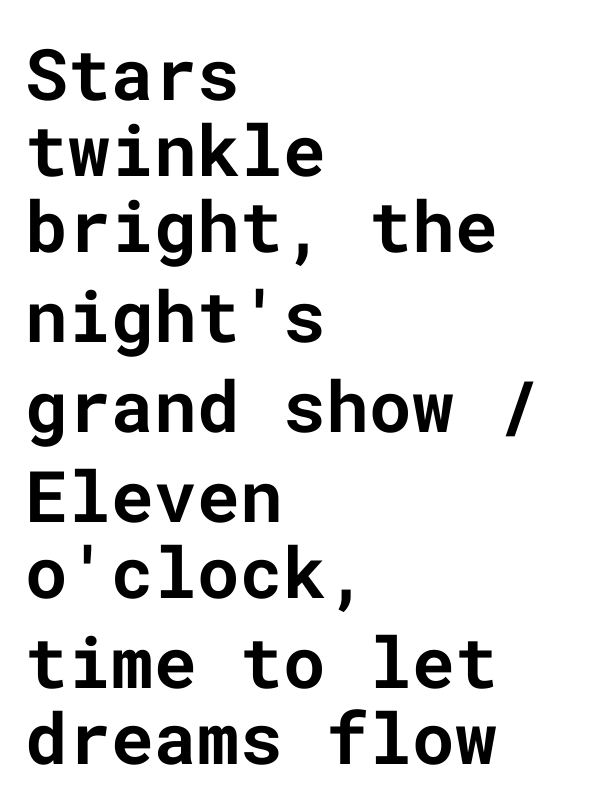 Stars
twinkle
bright, the
night's
grand show /
Eleven
o'clock,
time to let
dreams flow